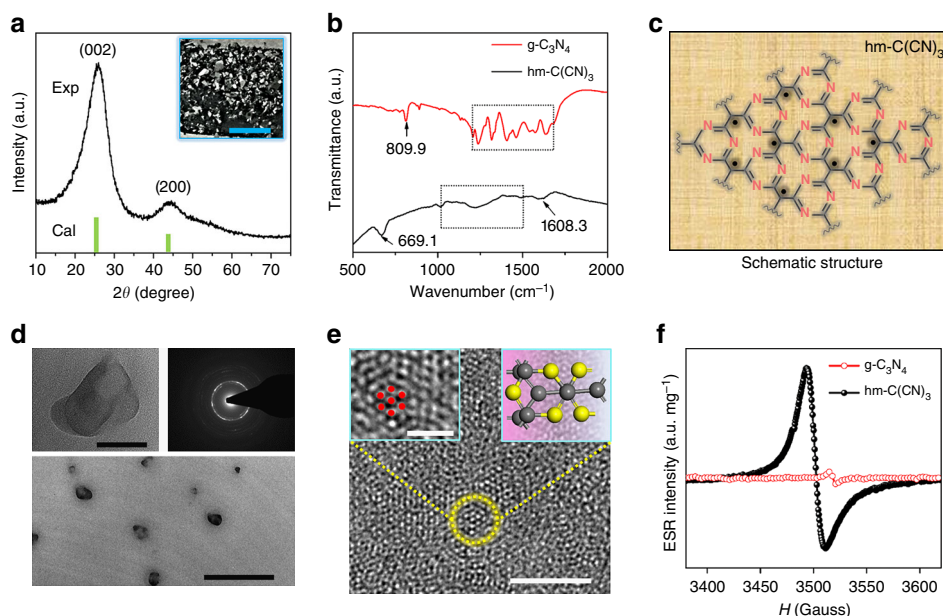 a
(002)
Exp
(200)
Cal
Intensity (a.u.)
10 20 30 40 50 60 70
2θ (degree)
b
g-C₃N₄
hm-C(CN)₃
809.9
669.1
1608.3
Transmittance (a.u.)
500 1000 1500 2000
Wavenumber (cm⁻¹)
c
hm-C(CN)₃
N N N N
N N N N N N
N N N N N N
N N N N
Schematic structure
d
e
f
g-C₃N₄
hm-C(CN)₃
ESR intensity (a.u. mg⁻¹)
3400 3450 3500 3550 3600
H (Gauss)